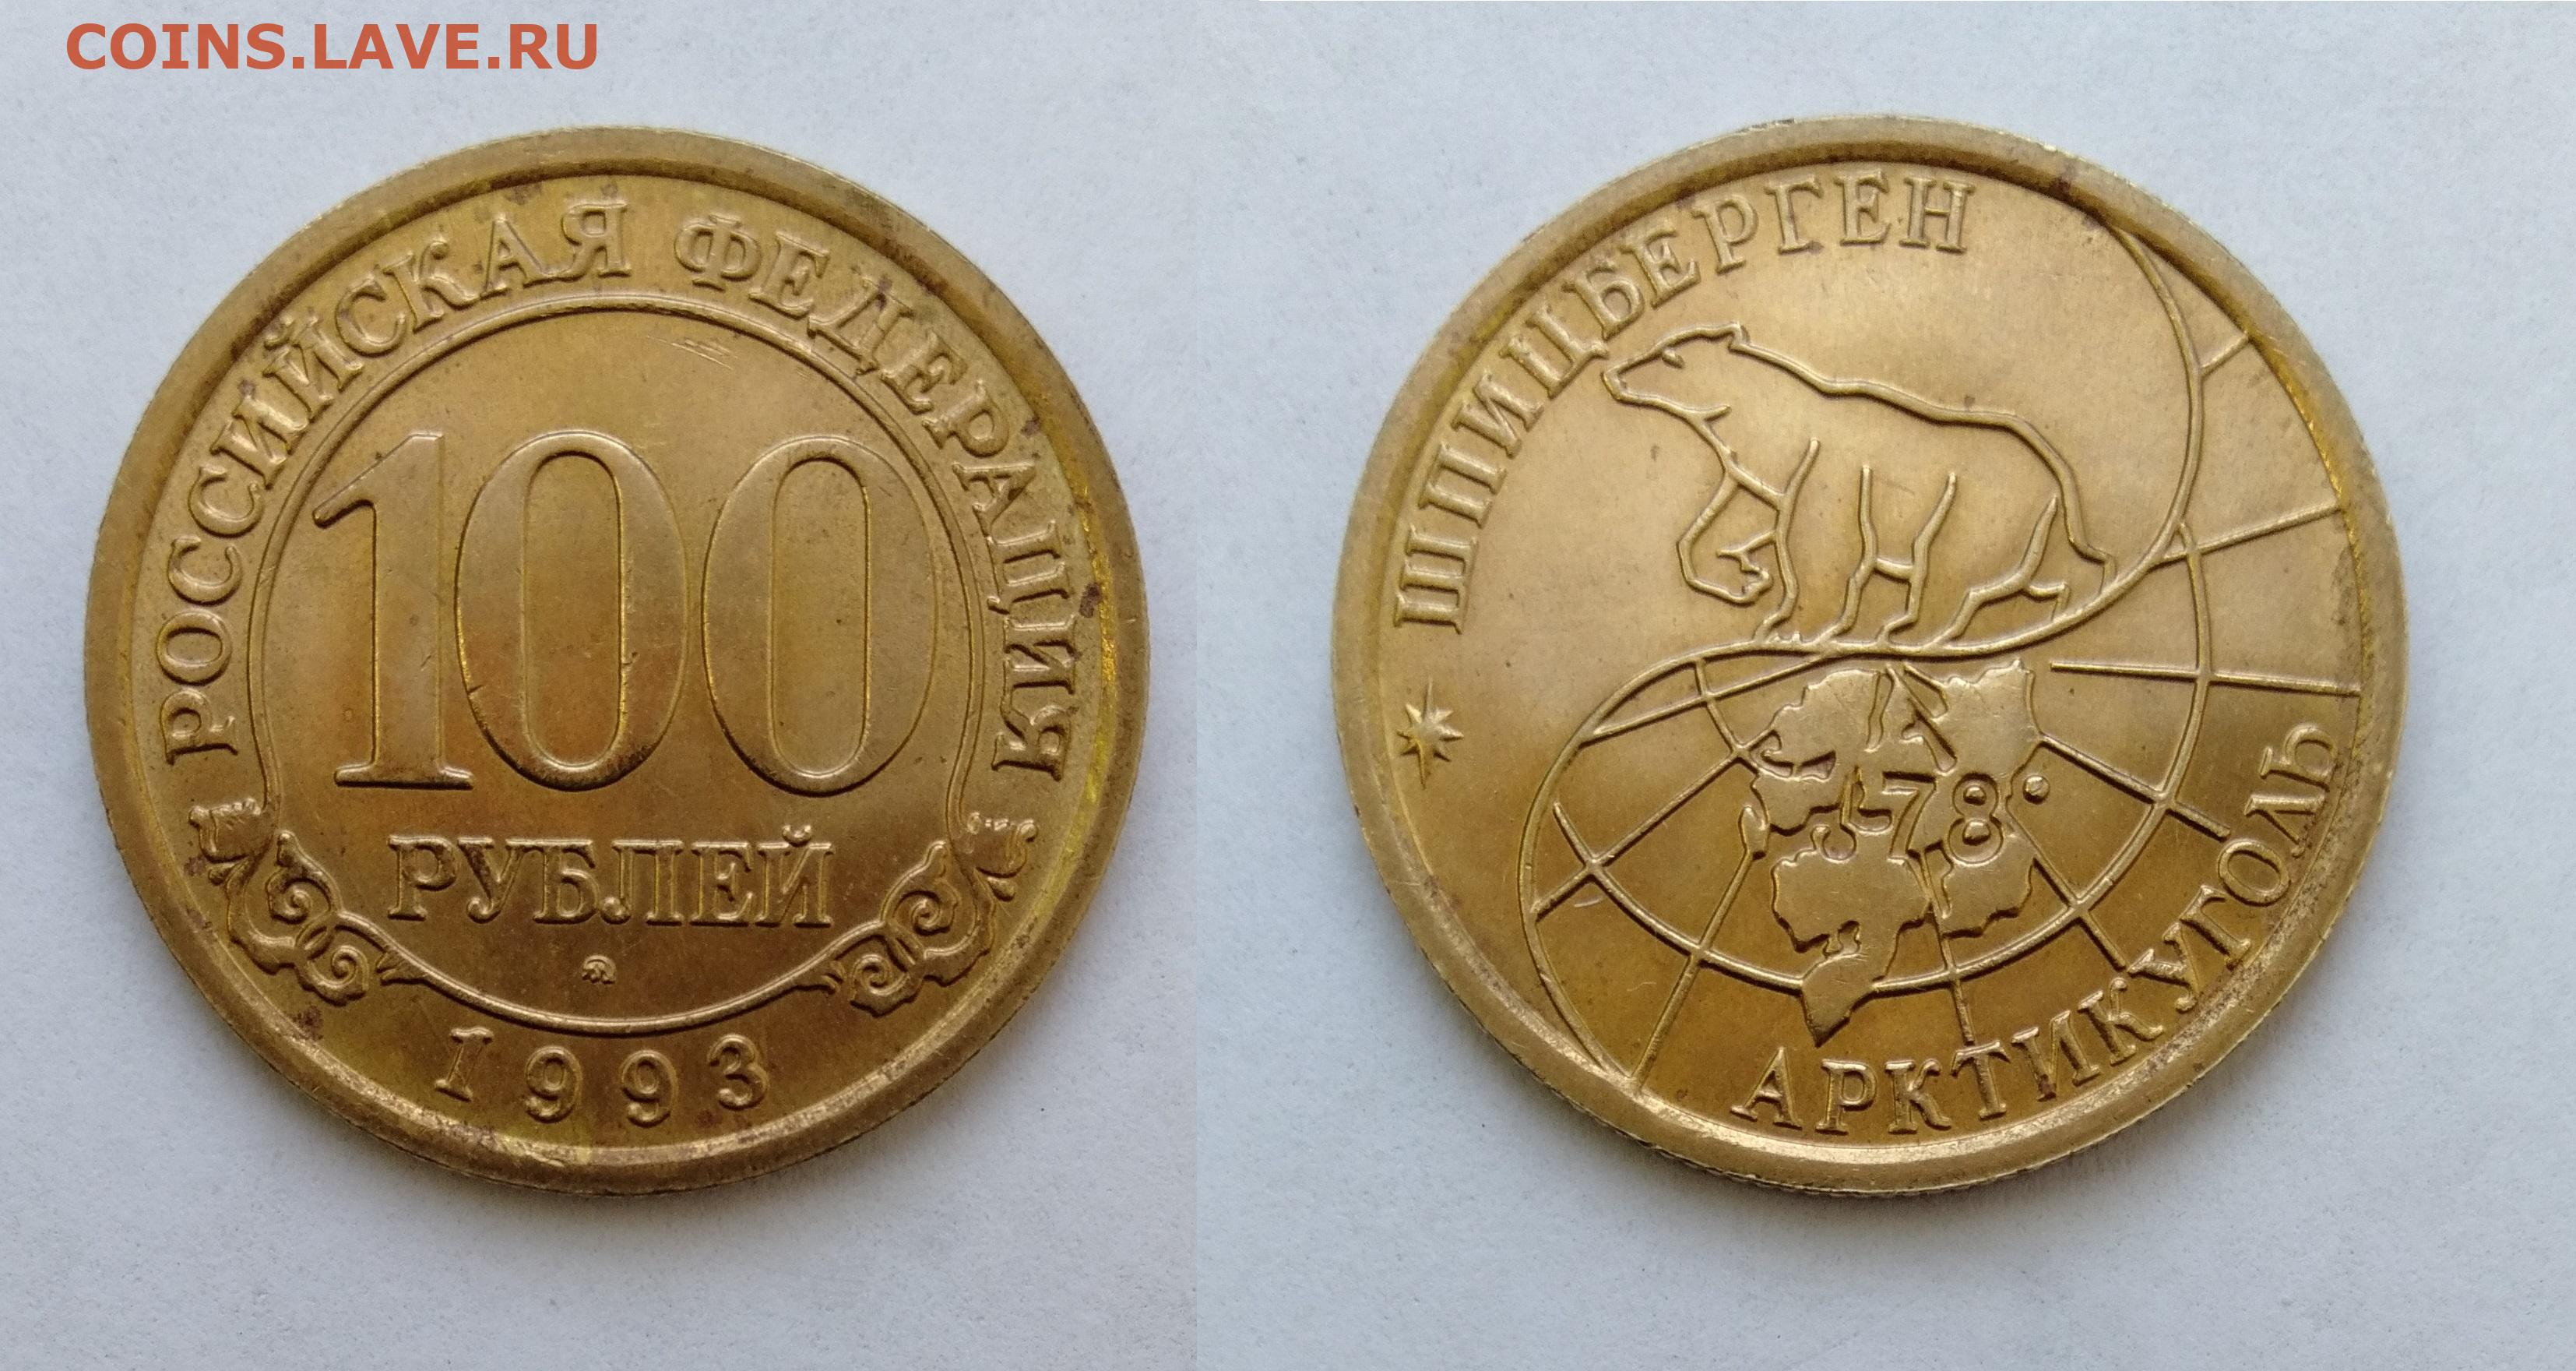 COINS.LAVE.RU
РОССИЙСКАЯ ФЕДЕРАЦИЯ
100
РУБЛЕЙ
1993
ШПИЦБЕРГЕН
78°
АРКТИКУГОЛЬ